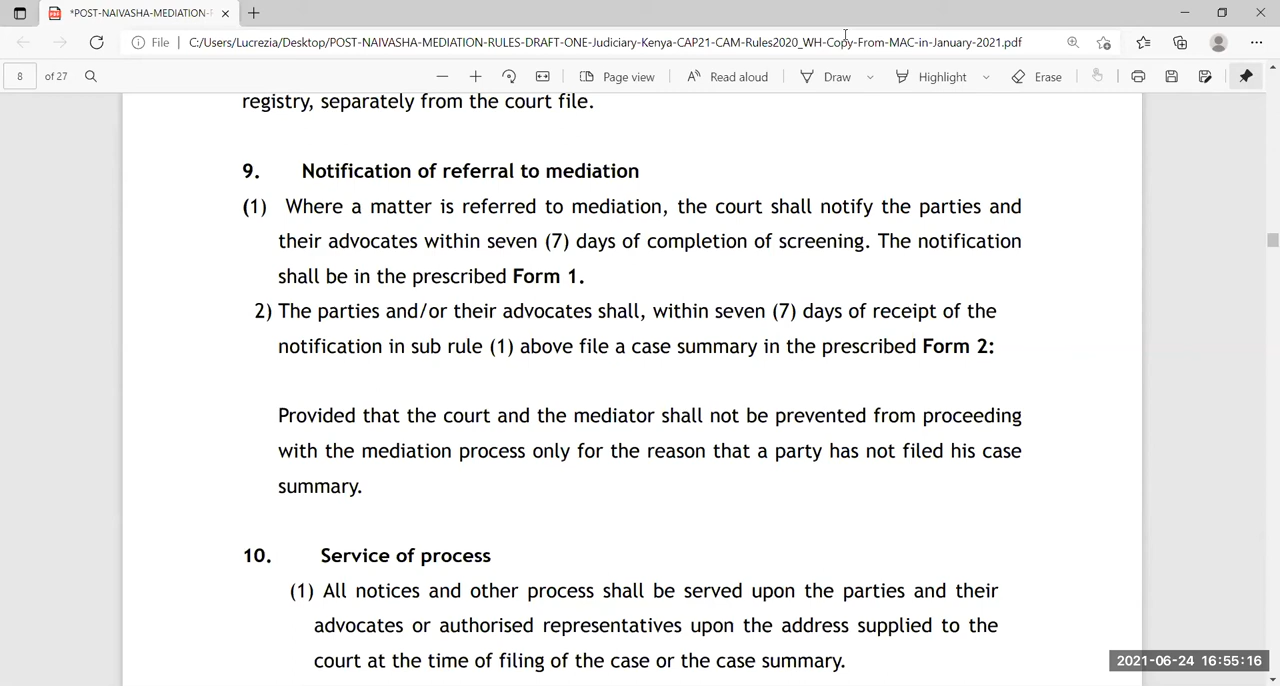 *POST-NAIVASHA-MEDIATION-
File C:/Users/Lucrezia/Desktop/POST-NAIVASHA-MEDIATION-RULES-DRAFT-ONE-Judiciary-Kenya-CAP21-CAM-Rules2020_WH-Copy-From-MAC-in-January-2021.pdf
8 of 27 Page view Read aloud Draw Highlight Erase
registry, separately from the court file.
9. Notification of referral to mediation
(1) Where a matter is referred to mediation, the court shall notify the parties and
their advocates within seven (7) days of completion of screening. The notification
shall be in the prescribed Form 1.
2) The parties and/or their advocates shall, within seven (7) days of receipt of the
notification in sub rule (1) above file a case summary in the prescribed Form 2:
Provided that the court and the mediator shall not be prevented from proceeding
with the mediation process only for the reason that a party has not filed his case
summary.
10. Service of process
(1) All notices and other process shall be served upon the parties and their
advocates or authorised representatives upon the address supplied to the
court at the time of filing of the case or the case summary.
2021-06-24 16:55:16